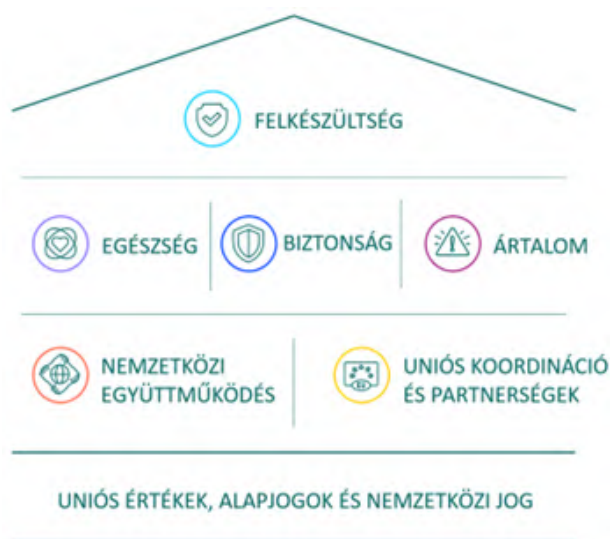 FELKÉSZÜLTSÉG
EGÉSZSÉG
BIZTONSÁG
ÁRTALOM
NEMZETKÖZI
EGYÜTTMŰKÖDÉS
UNIÓS KOORDINÁCIÓ
ÉS PARTNERSÉGEK
UNIÓS ÉRTÉKEK, ALAPJOGOK ÉS NEMZETKÖZI JOG